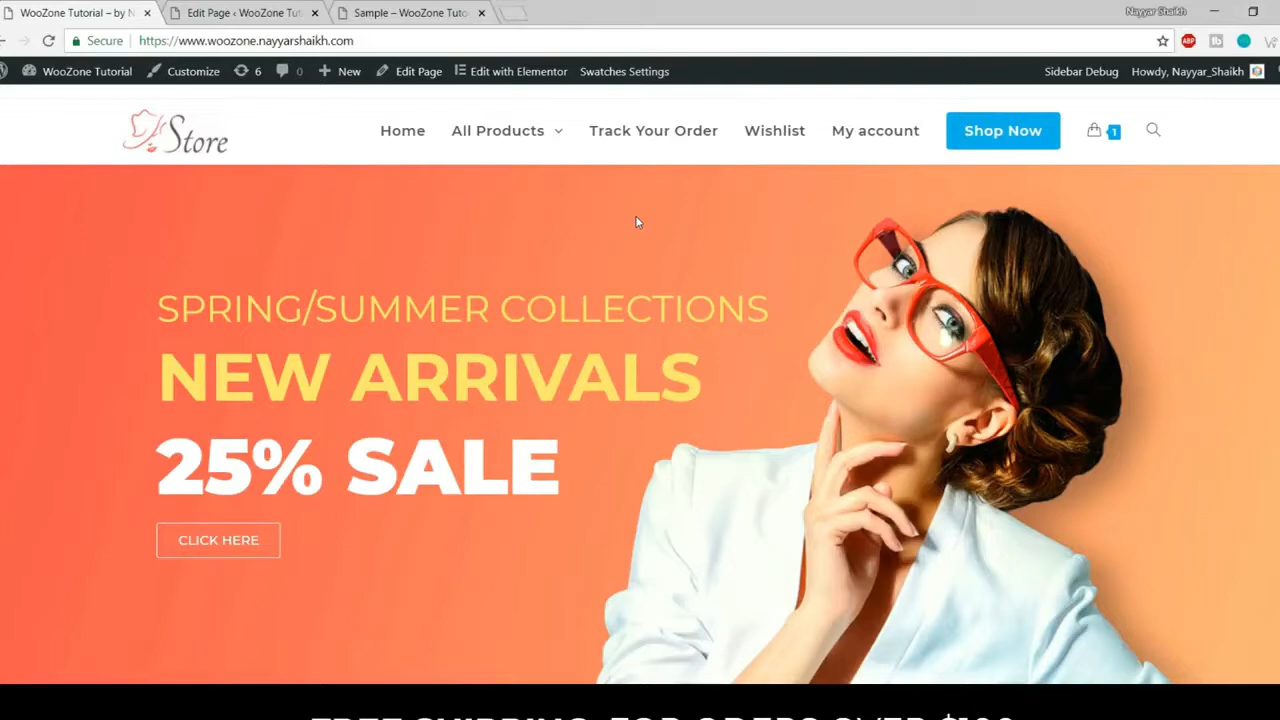 WooZone Tutorial – by N
Edit Page ‹ WooZone Tut
Sample – WooZone Tuto
Nayyar Shaikh
Secure
https://www.woozone.nayyarshaikh.com
ABP
WooZone Tutorial
Customize
6
0
New
Edit Page
Edit with Elementor
Swatches Settings
Sidebar Debug
Howdy, Nayyar_Shaikh
Store
Home
All Products
Track Your Order
Wishlist
My account
Shop Now
1
SPRING/SUMMER COLLECTIONS
NEW ARRIVALS
25% SALE
CLICK HERE